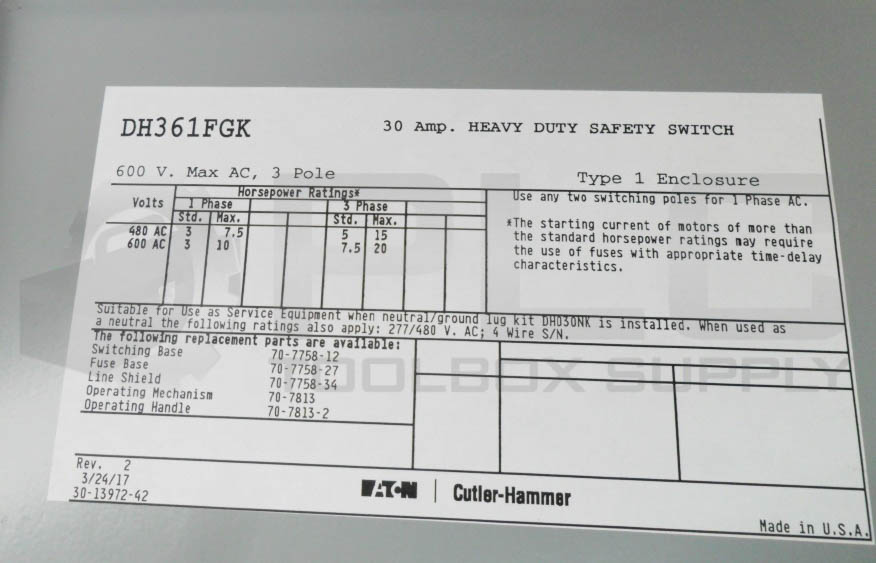 DH361FGK 30 Amp. HEAVY DUTY SAFETY SWITCH
600 V. Max AC, 3 Pole Type 1 Enclosure
Horsepower Ratings*
Volts 1 Phase 3 Phase
Std. Max. Std. Max.
480 AC 3 7.5 5 15
600 AC 3 10 7.5 20
Use any two switching poles for 1 Phase AC.
*The starting current of motors of more than
the standard horsepower ratings may require
the use of fuses with appropriate time-delay
characteristics.
Suitable for Use as Service Equipment when neutral/ground lug kit DH030NK is installed. When used as
a neutral the following ratings also apply: 277/480 V. AC; 4 Wire S/N.
The following replacement parts are available:
Switching Base 70-7758-12
Fuse Base 70-7758-27
Line Shield 70-7758-34
Operating Mechanism 70-7813
Operating Handle 70-7813-2
PLC
TOOLBOX SUPPLY
Rev. 2
3/24/17
30-13972-42
EATON | Cutler-Hammer
Made in U.S.A.